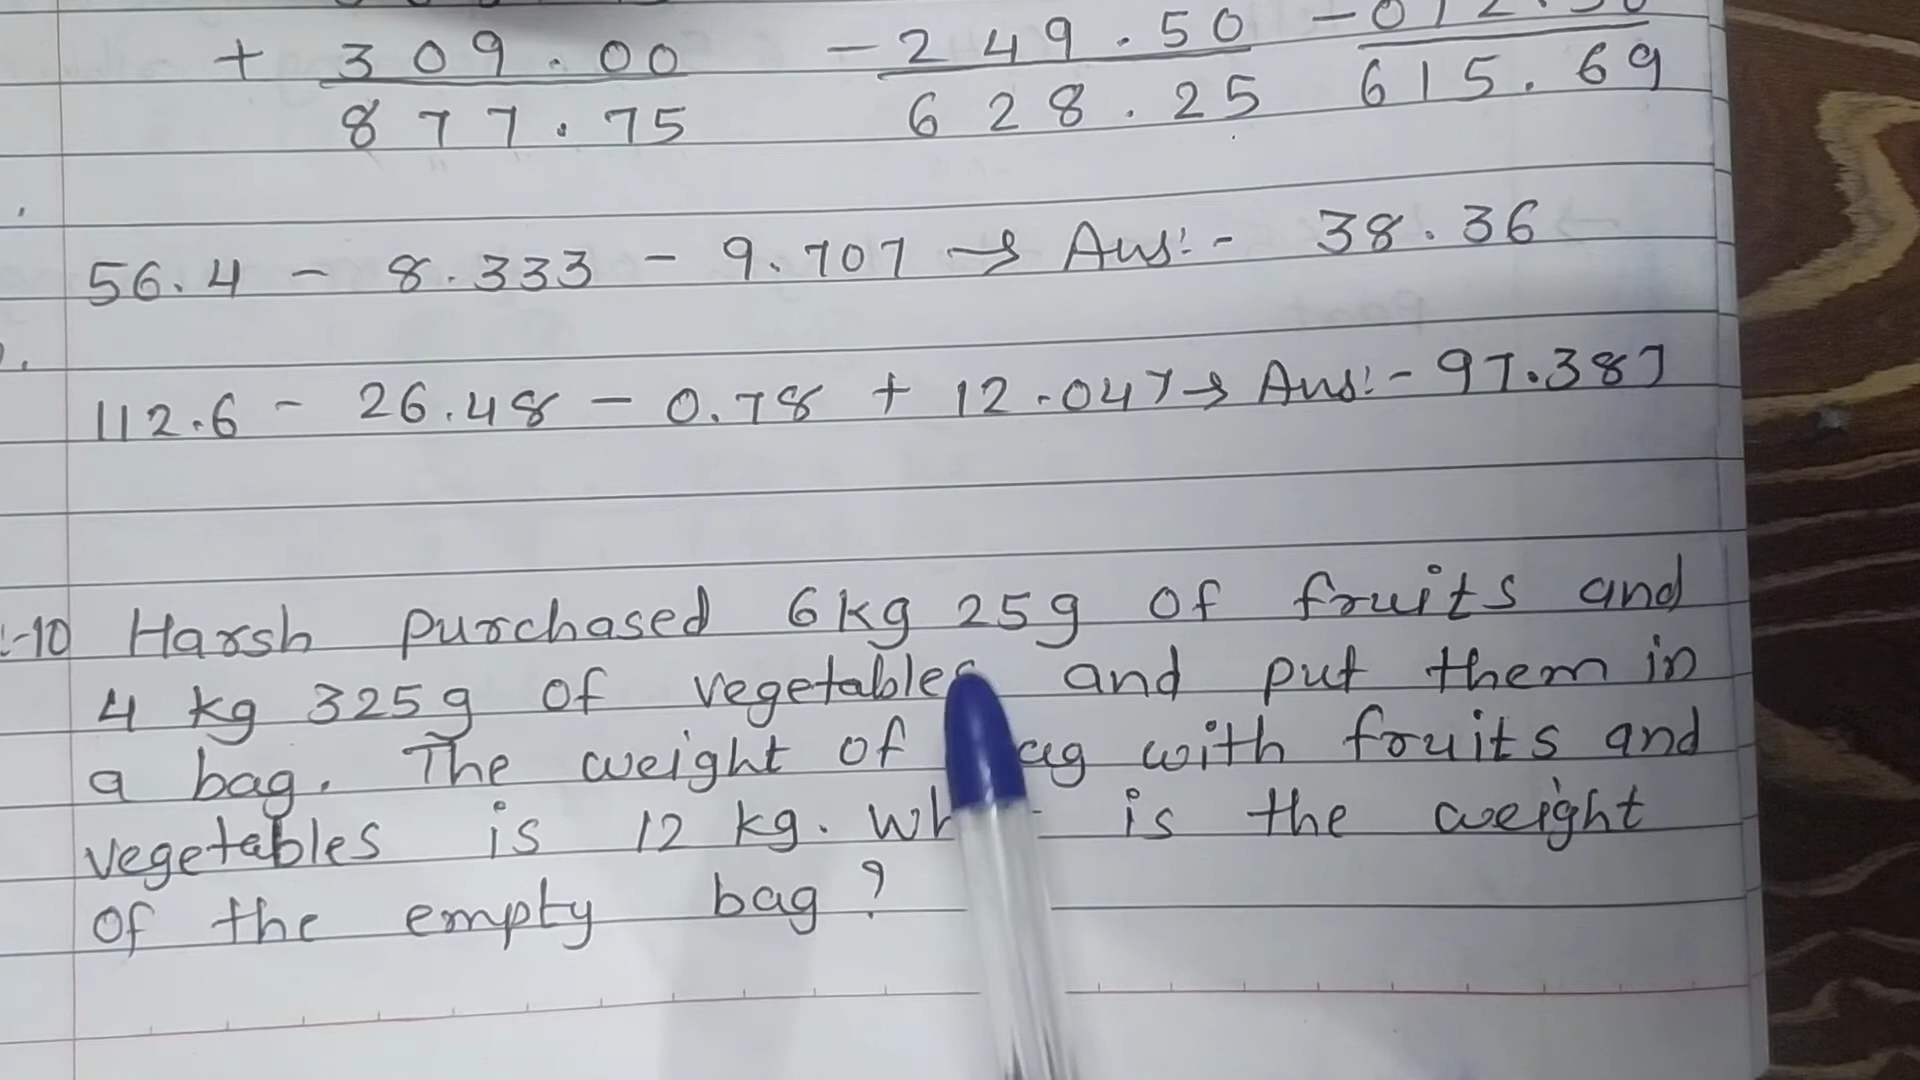 + 309.00 - 249.50
877.75 628.25 615.69
56.4 - 8.333 - 9.707 → Ans:- 38.36
112.6 - 26.48 - 0.78 + 12.047 → Ans:- 97.387
10 Harsh purchased 6kg 25g of fruits and
4 kg 325g of vegetables and put them in
a bag. The weight of with fruits and
vegetables is 12 kg. is the weight
of the empty bag?